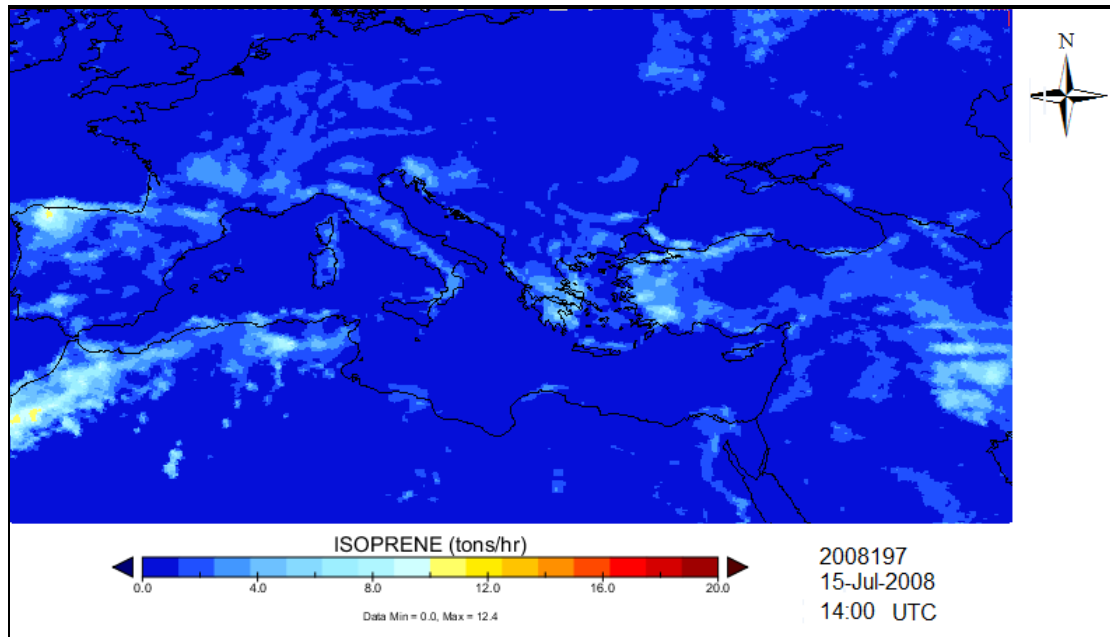 N
ISOPRENE (tons/hr)
0.0 4.0 8.0 12.0 16.0 20.0
Data Min = 0.0, Max = 12.4
2008197
15-Jul-2008
14:00 UTC